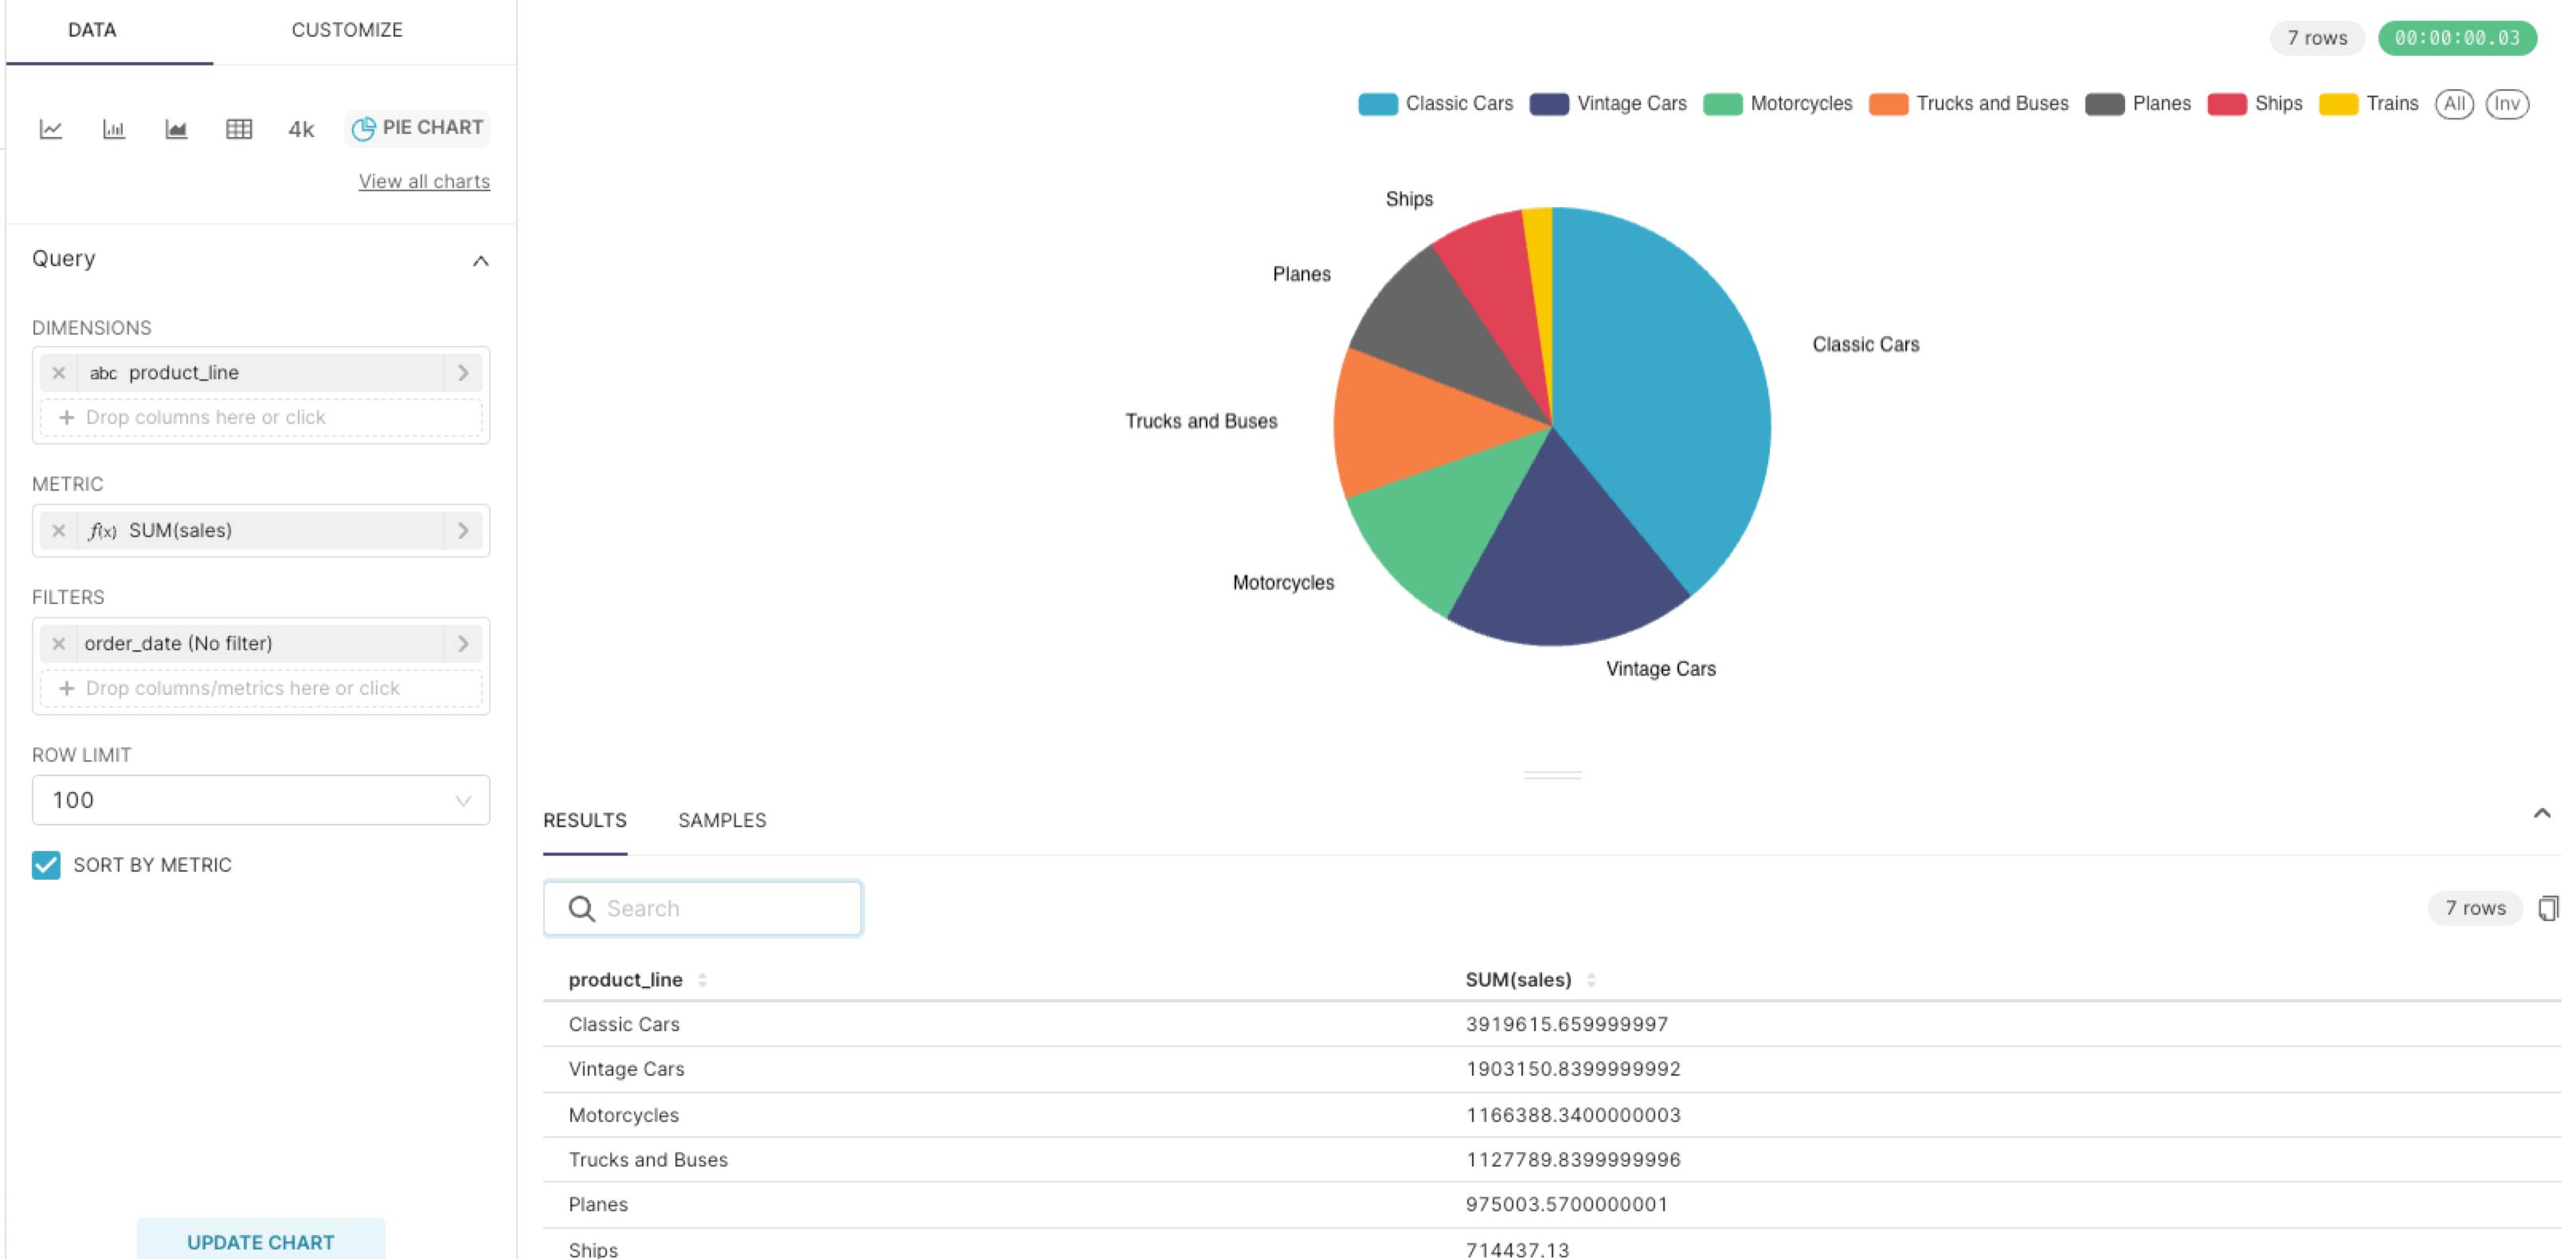 DATA CUSTOMIZE
4k PIE CHART
View all charts
Query
DIMENSIONS
abc product_line
+ Drop columns here or click
METRIC
f(x) SUM(sales)
FILTERS
order_date (No filter)
+ Drop columns/metrics here or click
ROW LIMIT
100
SORT BY METRIC
UPDATE CHART
7 rows 00:00:00.03
Classic Cars Vintage Cars Motorcycles Trucks and Buses Planes Ships Trains All Inv
Ships
Planes
Classic Cars
Trucks and Buses
Motorcycles
Vintage Cars
RESULTS SAMPLES
Search
7 rows
product_line SUM(sales)
Classic Cars 3919615.659999997
Vintage Cars 1903150.8399999992
Motorcycles 1166388.3400000003
Trucks and Buses 1127789.8399999996
Planes 975003.5700000001
Ships 714437.13